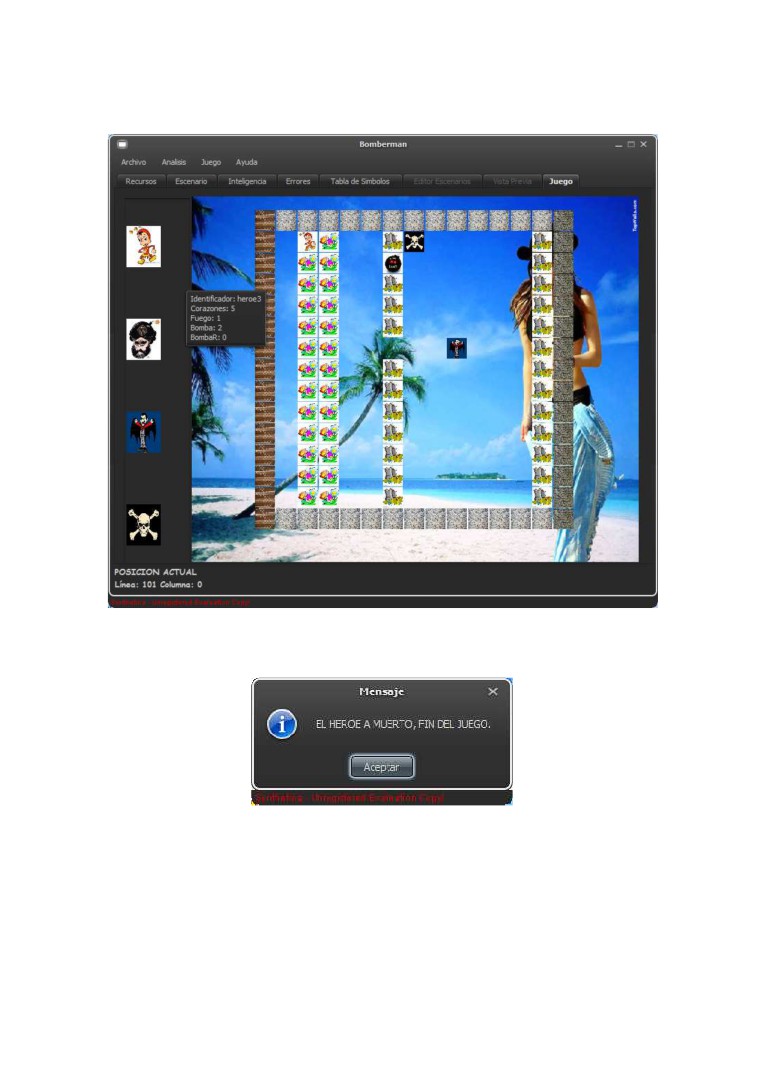 Bomberman
Archivo Analisis Juego Ayuda
Recursos Escenario Inteligencia Errores Tabla de Simbolos Editor Escenarios Vista Previa Juego
Identificador: heroe3
Corazones: 5
Fuego: 1
Bomba: 2
BombaR: 0
POSICION ACTUAL
Línea: 101 Columna: 0
Synthetica - Unregistered Evaluation Copy!
Mensaje
EL HEROE A MUERTO, FIN DEL JUEGO.
Aceptar
Synthetica - Unregistered Evaluation Copy!